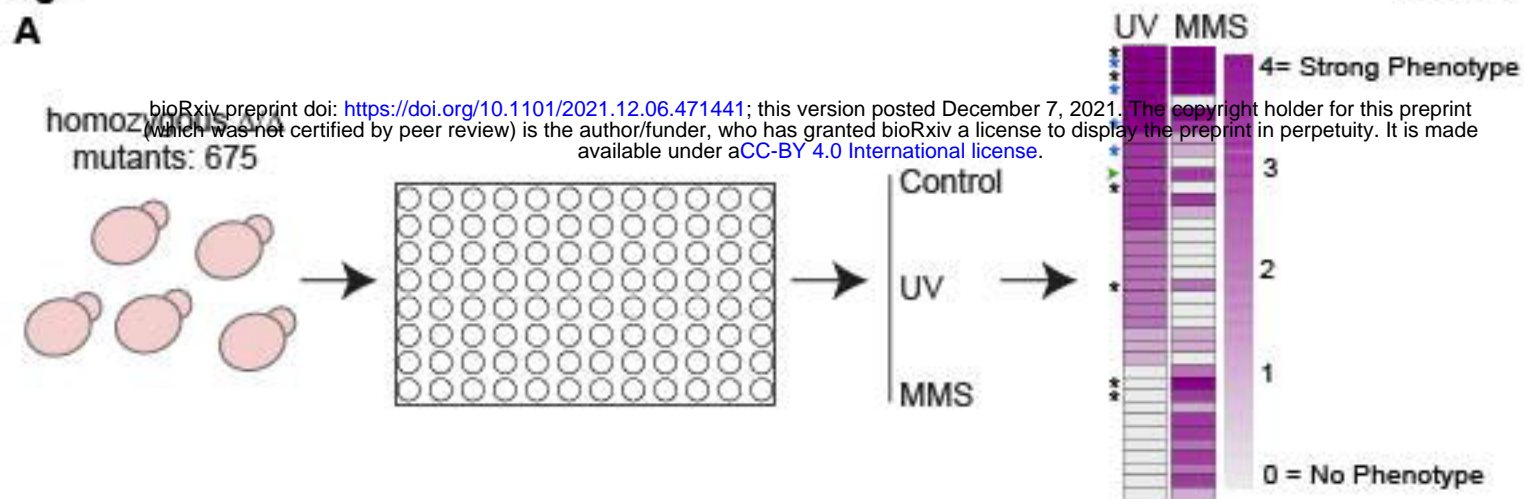 A
UV MMS
4= Strong Phenotype
bioRxiv preprint doi: https://doi.org/10.1101/2021.12.06.471441; this version posted December 7, 2021. The copyright holder for this preprint
(which was not certified by peer review) is the author/funder, who has granted bioRxiv a license to display the preprint in perpetuity. It is made
available under aCC-BY 4.0 International license.
homozygous Δ/Δ
mutants: 675
Control
UV
MMS
3
2
1
0 = No Phenotype